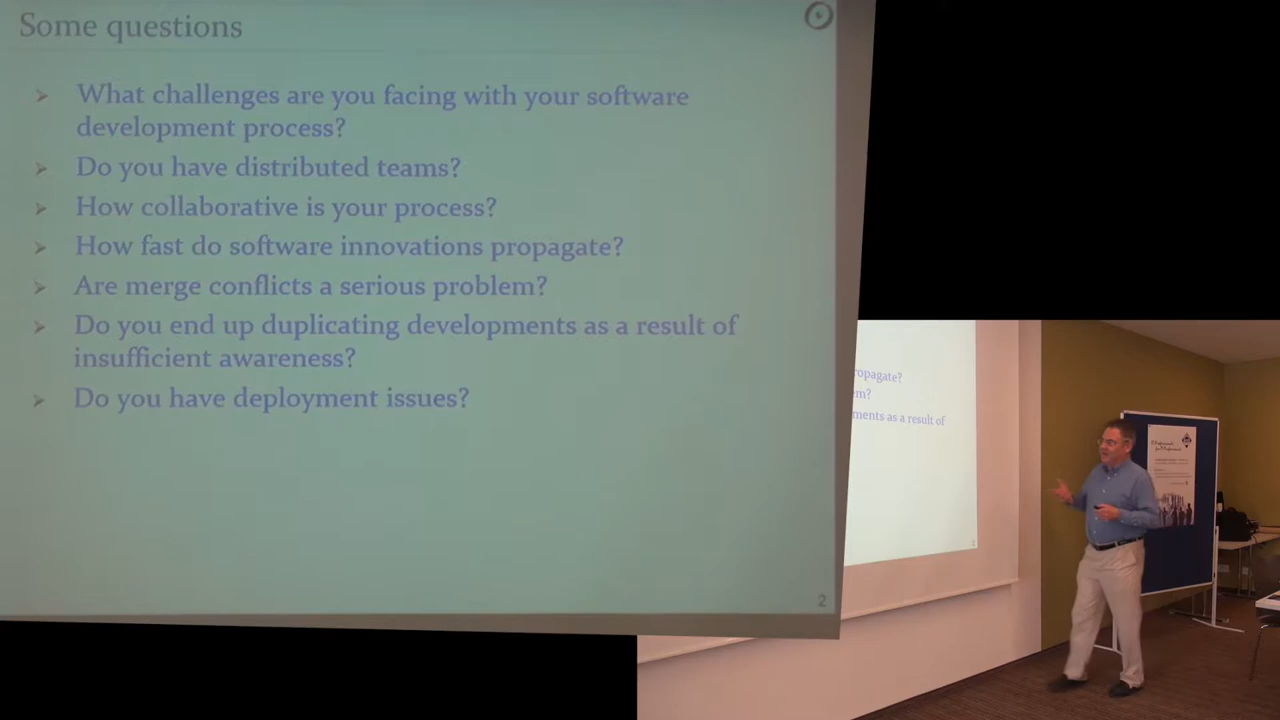 Some questions
What challenges are you facing with your software
development process?
Do you have distributed teams?
How collaborative is your process?
How fast do software innovations propagate?
Are merge conflicts a serious problem?
Do you end up duplicating developments as a result of
insufficient awareness?
Do you have deployment issues?
2
ropagate?
em?
ments as a result of